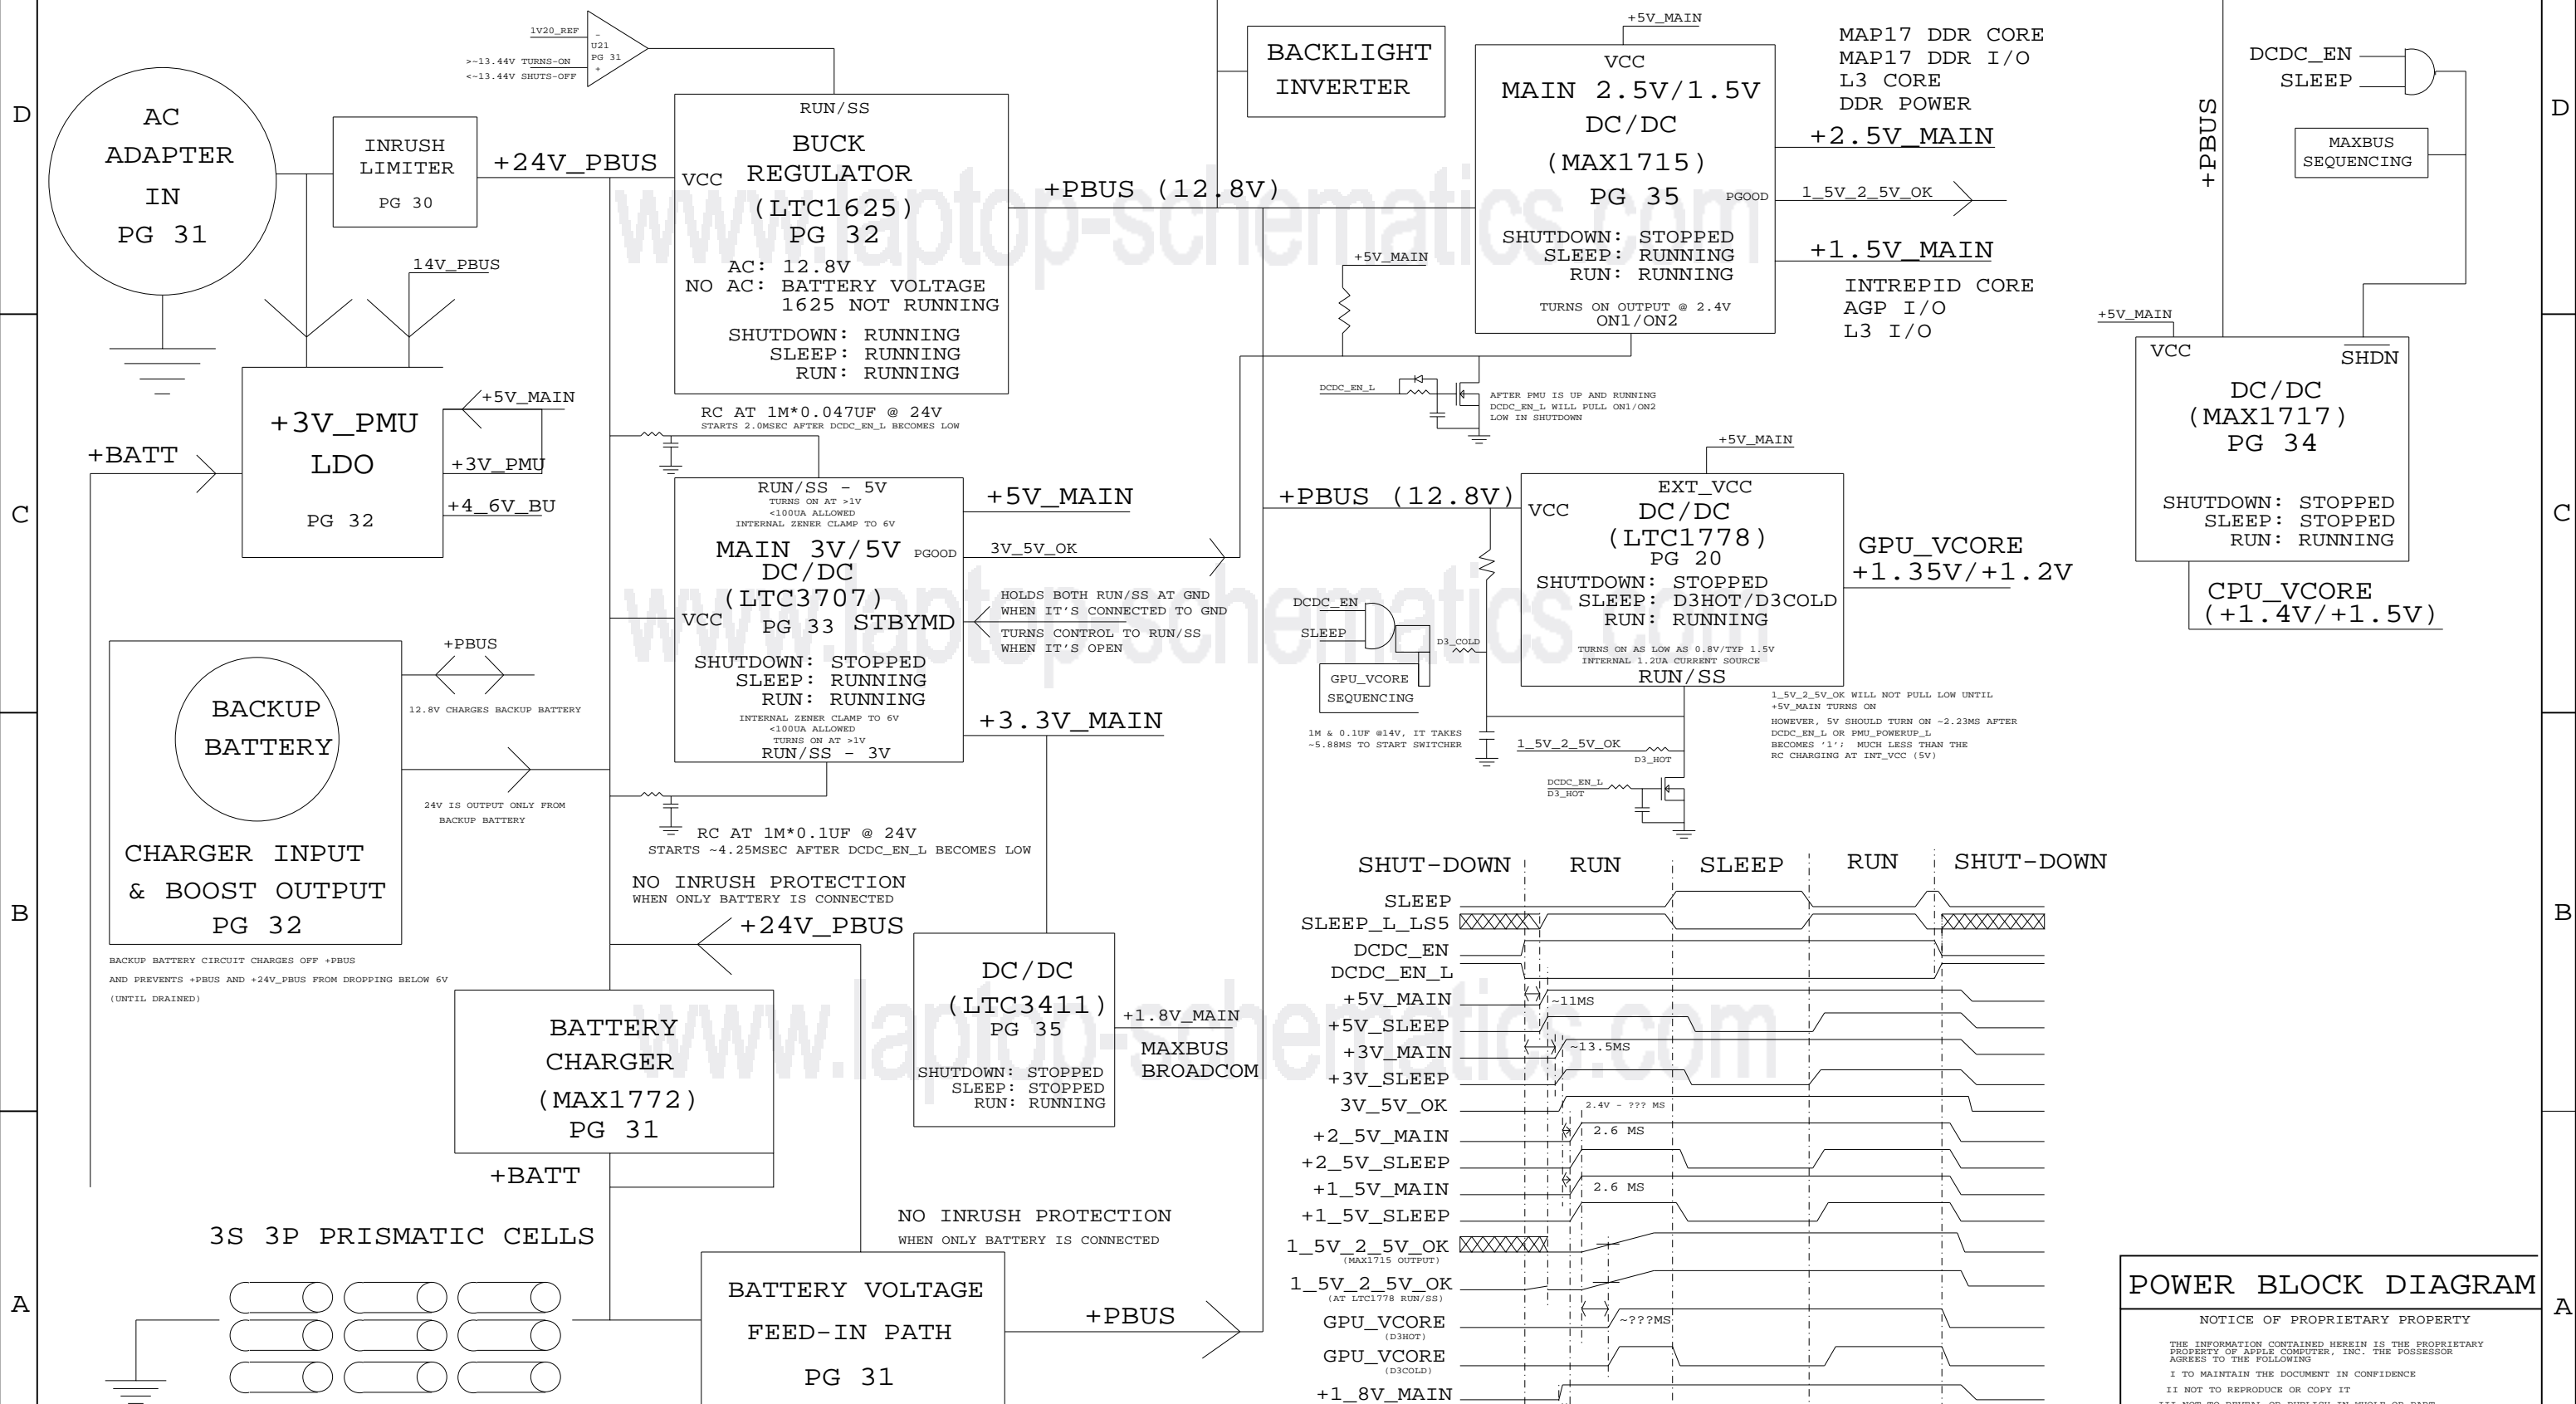 D
AC
ADAPTER
IN
PG 31
INRUSH
LIMITER
PG 30
1V20_REF
-
U21
PG 31
+
>~13.44V TURNS-ON
<~13.44V SHUTS-OFF
+24V_PBUS
14V_PBUS
RUN/SS
BUCK
VCC REGULATOR
(LTC1625)
PG 32
AC: 12.8V
NO AC: BATTERY VOLTAGE
1625 NOT RUNNING
SHUTDOWN: RUNNING
SLEEP: RUNNING
RUN: RUNNING
+PBUS (12.8V)
BACKLIGHT
INVERTER
+5V_MAIN
VCC
MAIN 2.5V/1.5V
DC/DC
(MAX1715)
PG 35
PGOOD
SHUTDOWN: STOPPED
SLEEP: RUNNING
RUN: RUNNING
TURNS ON OUTPUT @ 2.4V
ON1/ON2
MAP17 DDR CORE
MAP17 DDR I/O
L3 CORE
DDR POWER
+2.5V_MAIN
1_5V_2_5V_OK
+1.5V_MAIN
INTREPID CORE
AGP I/O
L3 I/O
+5V_MAIN
DCDC_EN_L
AFTER PMU IS UP AND RUNNING
DCDC_EN_L WILL PULL ON1/ON2
LOW IN SHUTDOWN
+PBUS
DCDC_EN
SLEEP
MAXBUS
SEQUENCING
D
www.laptop-schematics.com
C
+BATT
+3V_PMU
LDO
PG 32
+5V_MAIN
+3V_PMU
+4_6V_BU
RC AT 1M*0.047UF @ 24V
STARTS 2.0MSEC AFTER DCDC_EN_L BECOMES LOW
RUN/SS - 5V
TURNS ON AT >1V
<100UA ALLOWED
INTERNAL ZENER CLAMP TO 6V
MAIN 3V/5V PGOOD
DC/DC
(LTC3707)
VCC PG 33 STBYMD
SHUTDOWN: STOPPED
SLEEP: RUNNING
RUN: RUNNING
INTERNAL ZENER CLAMP TO 6V
<100UA ALLOWED
TURNS ON AT >1V
RUN/SS - 3V
+5V_MAIN
3V_5V_OK
HOLDS BOTH RUN/SS AT GND
WHEN IT'S CONNECTED TO GND
TURNS CONTROL TO RUN/SS
WHEN IT'S OPEN
+3.3V_MAIN
+PBUS (12.8V)
+5V_MAIN
EXT_VCC
VCC DC/DC
(LTC1778)
PG 20
SHUTDOWN: STOPPED
SLEEP: D3HOT/D3COLD
RUN: RUNNING
TURNS ON AS LOW AS 0.8V/TYP 1.5V
INTERNAL 1.2UA CURRENT SOURCE
RUN/SS
GPU_VCORE
+1.35V/+1.2V
DCDC_EN
SLEEP
D3_COLD
GPU_VCORE
SEQUENCING
1M & 0.1UF @14V, IT TAKES
~5.88MS TO START SWITCHER
1_5V_2_5V_OK
D3_HOT
DCDC_EN_L
D3_HOT
1_5V_2_5V_OK WILL NOT PULL LOW UNTIL
+5V_MAIN TURNS ON
HOWEVER, 5V SHOULD TURN ON ~2.23MS AFTER
DCDC_EN_L OR PMU_POWERUP_L
BECOMES '1'; MUCH LESS THAN THE
RC CHARGING AT INT_VCC (5V)
+5V_MAIN
VCC SHDN
DC/DC
(MAX1717)
PG 34
SHUTDOWN: STOPPED
SLEEP: STOPPED
RUN: RUNNING
CPU_VCORE
(+1.4V/+1.5V)
C
www.laptop-schematics.com
BACKUP
BATTERY
CHARGER INPUT
& BOOST OUTPUT
PG 32
+PBUS
12.8V CHARGES BACKUP BATTERY
24V IS OUTPUT ONLY FROM
BACKUP BATTERY
B
BACKUP BATTERY CIRCUIT CHARGES OFF +PBUS
AND PREVENTS +PBUS AND +24V_PBUS FROM DROPPING BELOW 6V
(UNTIL DRAINED)
RC AT 1M*0.1UF @ 24V
STARTS ~4.25MSEC AFTER DCDC_EN_L BECOMES LOW
NO INRUSH PROTECTION
WHEN ONLY BATTERY IS CONNECTED
+24V_PBUS
BATTERY
CHARGER
(MAX1772)
PG 31
+BATT
DC/DC
(LTC3411)
PG 35
SHUTDOWN: STOPPED
SLEEP: STOPPED
RUN: RUNNING
+1.8V_MAIN
MAXBUS
BROADCOM
www.laptop-schematics.com
B
SHUT-DOWN RUN SLEEP RUN SHUT-DOWN
SLEEP
SLEEP_L_LS5
DCDC_EN
DCDC_EN_L
+5V_MAIN ~11MS
+5V_SLEEP
+3V_MAIN ~13.5MS
+3V_SLEEP
3V_5V_OK 2.4V - ??? MS
+2_5V_MAIN 2.6 MS
+2_5V_SLEEP
+1_5V_MAIN 2.6 MS
+1_5V_SLEEP
1_5V_2_5V_OK
(MAX1715 OUTPUT)
1_5V_2_5V_OK
(AT LTC1778 RUN/SS)
GPU_VCORE ~???MS
(D3HOT)
GPU_VCORE
(D3COLD)
+1_8V_MAIN
A
3S 3P PRISMATIC CELLS
NO INRUSH PROTECTION
WHEN ONLY BATTERY IS CONNECTED
BATTERY VOLTAGE
FEED-IN PATH
PG 31
+PBUS
POWER BLOCK DIAGRAM
A
NOTICE OF PROPRIETARY PROPERTY
THE INFORMATION CONTAINED HEREIN IS THE PROPRIETARY
PROPERTY OF APPLE COMPUTER, INC. THE POSSESSOR
AGREES TO THE FOLLOWING
I TO MAINTAIN THE DOCUMENT IN CONFIDENCE
II NOT TO REPRODUCE OR COPY IT